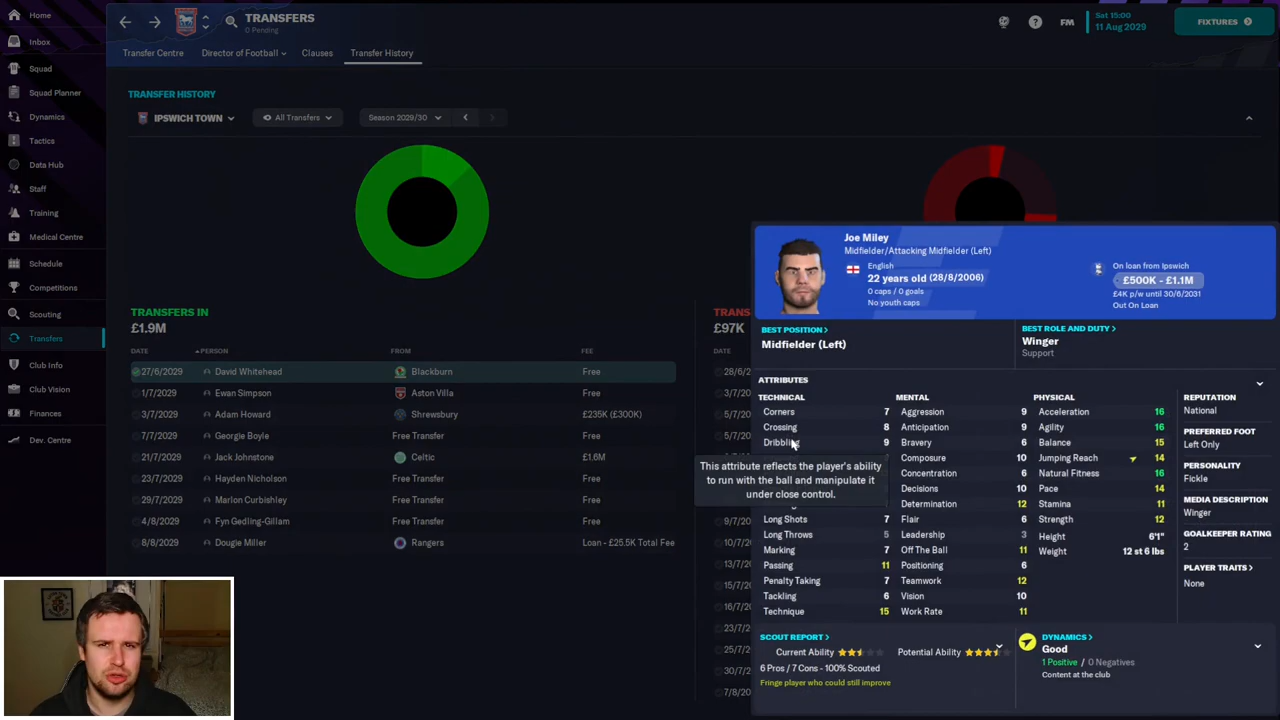 Home
Inbox
Squad
Squad Planner
Dynamics
Tactics
Data Hub
Staff
Training
Medical Centre
Schedule
Competitions
Scouting
Transfers
Club Info
Club Vision
Finances
Dev. Centre
TRANSFERS
0 Pending
FM
Sat 15:00
11 Aug 2029
FIXTURES
Transfer Centre
Director of Football
Clauses
Transfer History
TRANSFER HISTORY
IPSWICH TOWN
All Transfers
Season 2029/30
TRANSFERS IN
£1.9M
DATE PERSON FROM FEE
27/6/2029 David Whitehead Blackburn Free
1/7/2029 Ewan Simpson Aston Villa Free
3/7/2029 Adam Howard Shrewsbury £235K (£300K)
7/7/2029 Georgie Boyle Free Transfer Free
21/7/2029 Jack Johnstone Celtic £1.6M
23/7/2029 Hayden Nicholson Free Transfer Free
29/7/2029 Marlon Curbishley Free Transfer Free
4/8/2029 Fyn Gedling-Gillam Free Transfer Free
8/8/2029 Dougie Miller Rangers Loan - £25.5K Total Fee
£97K
DATE
Joe Miley
Midfielder/Attacking Midfielder (Left)
English
22 years old (28/8/2006)
0 caps / 0 goals
No youth caps
On loan from Ipswich
£500K - £1.1M
£4K p/w until 30/6/2031
Out On Loan
BEST POSITION
Midfielder (Left)
BEST ROLE AND DUTY
Winger
Support
ATTRIBUTES
TECHNICAL
Corners 7
Crossing 8
Dribbling 9
This attribute reflects the player's ability
to run with the ball and manipulate it
under close control.
Long Shots 7
Long Throws 5
Marking 7
Passing 11
Penalty Taking 7
Tackling 6
Technique 15
MENTAL
Aggression 9
Anticipation 9
Bravery 6
Composure 10
Concentration 6
Decisions 10
Determination 12
Flair 6
Leadership 3
Off The Ball 11
Positioning 6
Teamwork 12
Vision 10
Work Rate 11
PHYSICAL
Acceleration 16
Agility 16
Balance 15
Jumping Reach 14
Natural Fitness 16
Pace 14
Stamina 11
Strength 12
Height 6'1"
Weight 12 st 6 lbs
REPUTATION
National
PREFERRED FOOT
Left Only
PERSONALITY
Fickle
MEDIA DESCRIPTION
Winger
GOALKEEPER RATING
2
PLAYER TRAITS
None
SCOUT REPORT
Current Ability
Potential Ability
6 Pros / 7 Cons - 100% Scouted
Fringe player who could still improve
DYNAMICS
Good
1 Positive / 0 Negatives
Content at the club